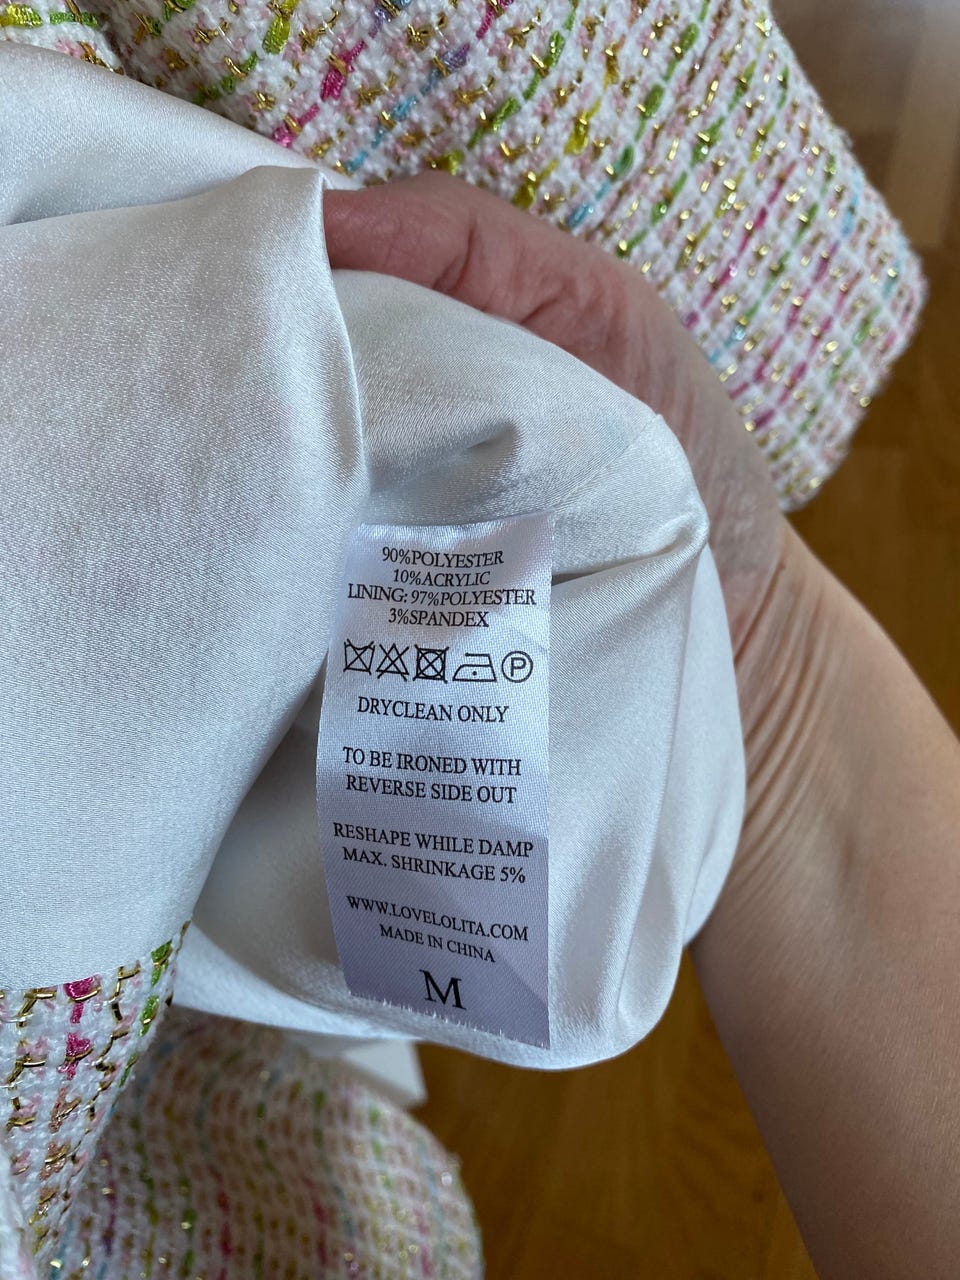 90%POLYESTER
10%ACRYLIC
LINING: 97%POLYESTER
3%SPANDEX
P
DRYCLEAN ONLY
TO BE IRONED WITH
REVERSE SIDE OUT
RESHAPE WHILE DAMP
MAX. SHRINKAGE 5%
WWW.LOVELOLITA.COM
MADE IN CHINA
M